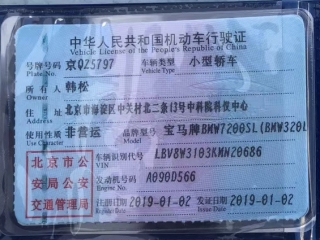 中华人民共和国机动车行驶证
Vehicle License of the People's Republic of China
号牌号码 京QZ5797 车辆类型 小型轿车
Plate No. Vehicle Type
所有人 韩松
Owner
住址 北京市海淀区中关村北二条13号中科院科仪中心
Address
使用性质 非营运 品牌型号 宝马牌BMW7200SL(BMW320L
Use Character Model
北京市公
安局公安
交通管理局
车辆识别代号 LBV8W3103KMN20686
VIN
发动机号码 A090D566
Engine No.
注册日期 2019-01-02 发证日期 2019-01-02
Register Date Issue Date